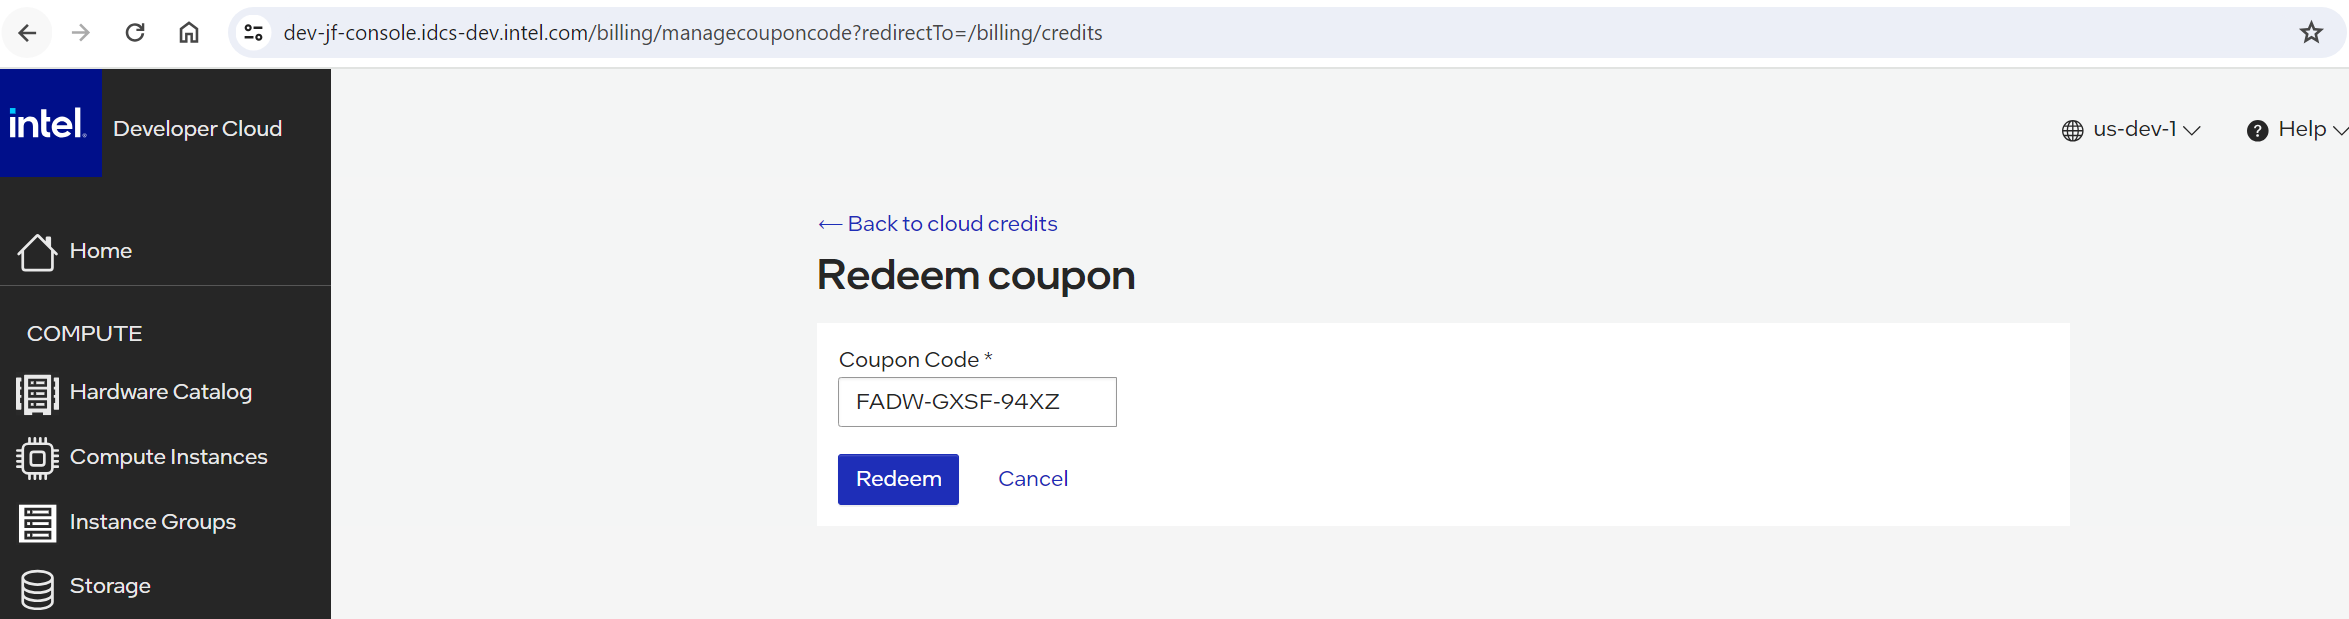 dev-jf-console.idcs-dev.intel.com/billing/managecouponcode?redirectTo=/billing/credits
intel. Developer Cloud
us-dev-1
Help
Home
COMPUTE
Hardware Catalog
Compute Instances
Instance Groups
Storage
← Back to cloud credits
Redeem coupon
Coupon Code *
FADW-GXSF-94XZ
Redeem Cancel